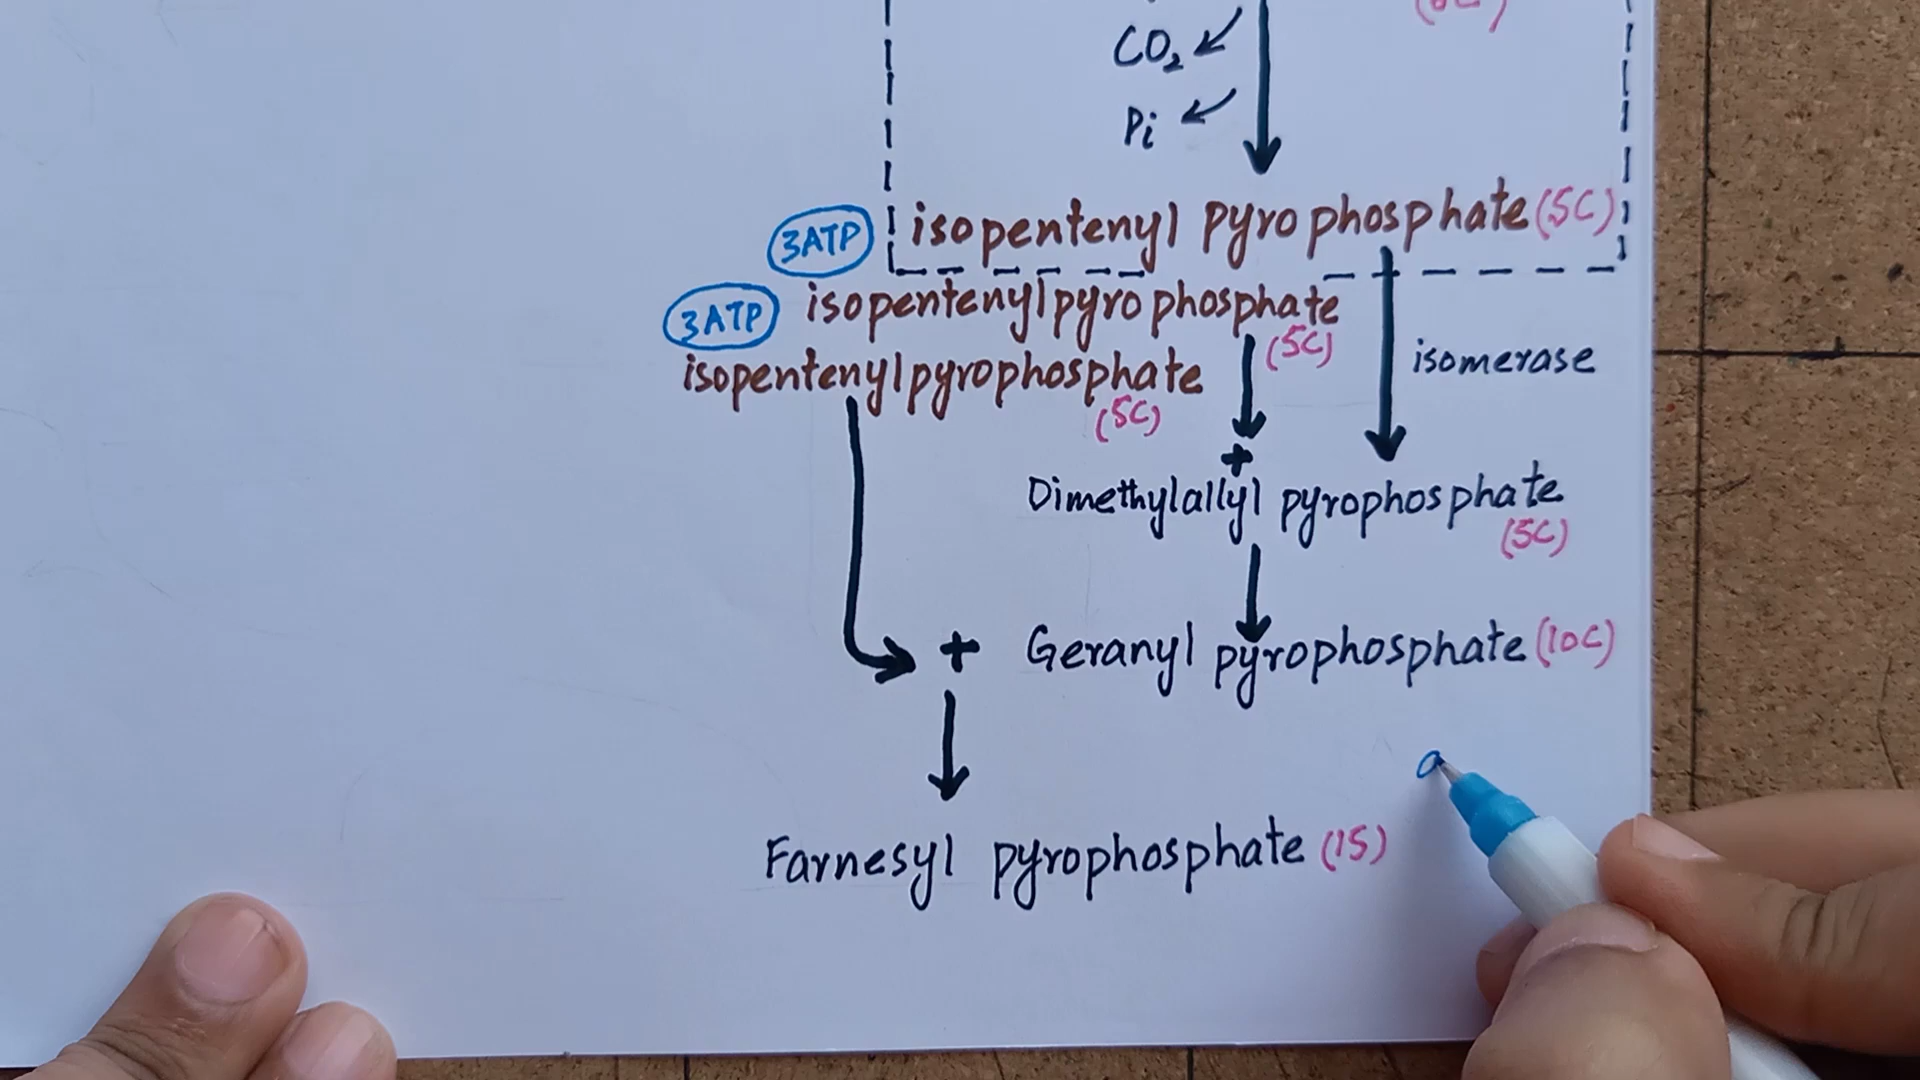 CO₂
Pi
3ATP isopentenyl pyrophosphate (5C)
3ATP isopentenylpyrophosphate
(5C)
isopentenylpyrophosphate
(5C)
isomerase
+
Dimethylallyl pyrophosphate
(5C)
+ Geranyl pyrophosphate (10C)
Farnesyl pyrophosphate (15)